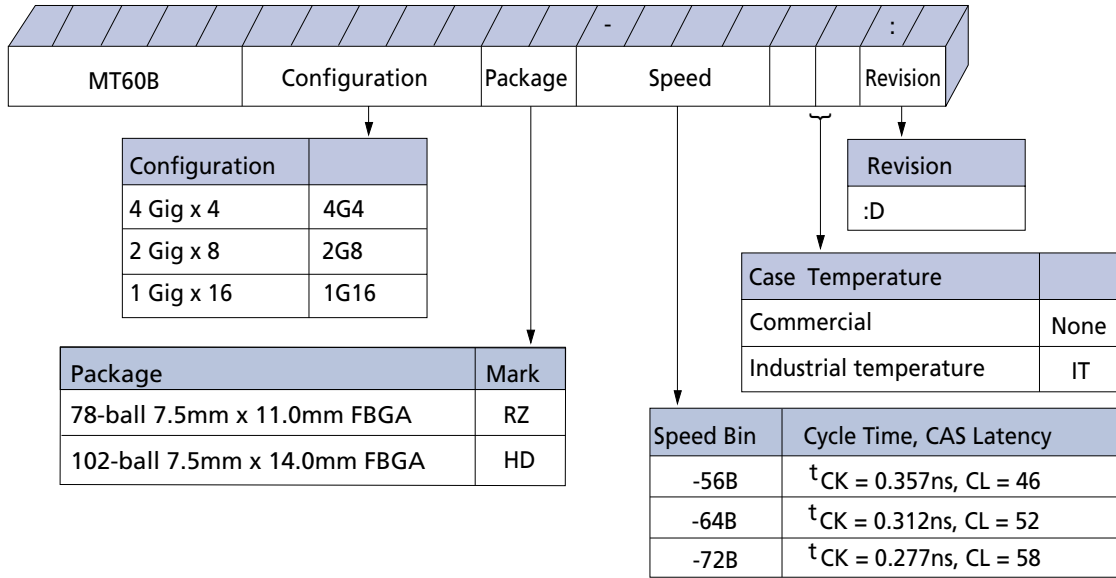 - :
MT60B Configuration Package Speed Revision
Configuration
4 Gig x 4 4G4
2 Gig x 8 2G8
1 Gig x 16 1G16
Revision
:D
Case Temperature
Commercial None
Industrial temperature IT
Package Mark
78-ball 7.5mm x 11.0mm FBGA RZ
102-ball 7.5mm x 14.0mm FBGA HD
Speed Bin Cycle Time, CAS Latency
-56B tCK = 0.357ns, CL = 46
-64B tCK = 0.312ns, CL = 52
-72B tCK = 0.277ns, CL = 58